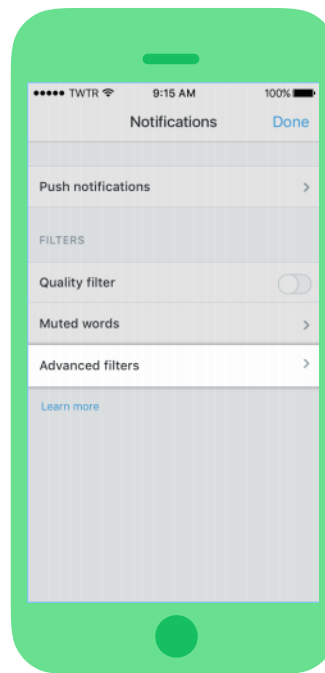 TWTR 9:15 AM 100%
Notifications Done
Push notifications
FILTERS
Quality filter
Muted words
Advanced filters
Learn more